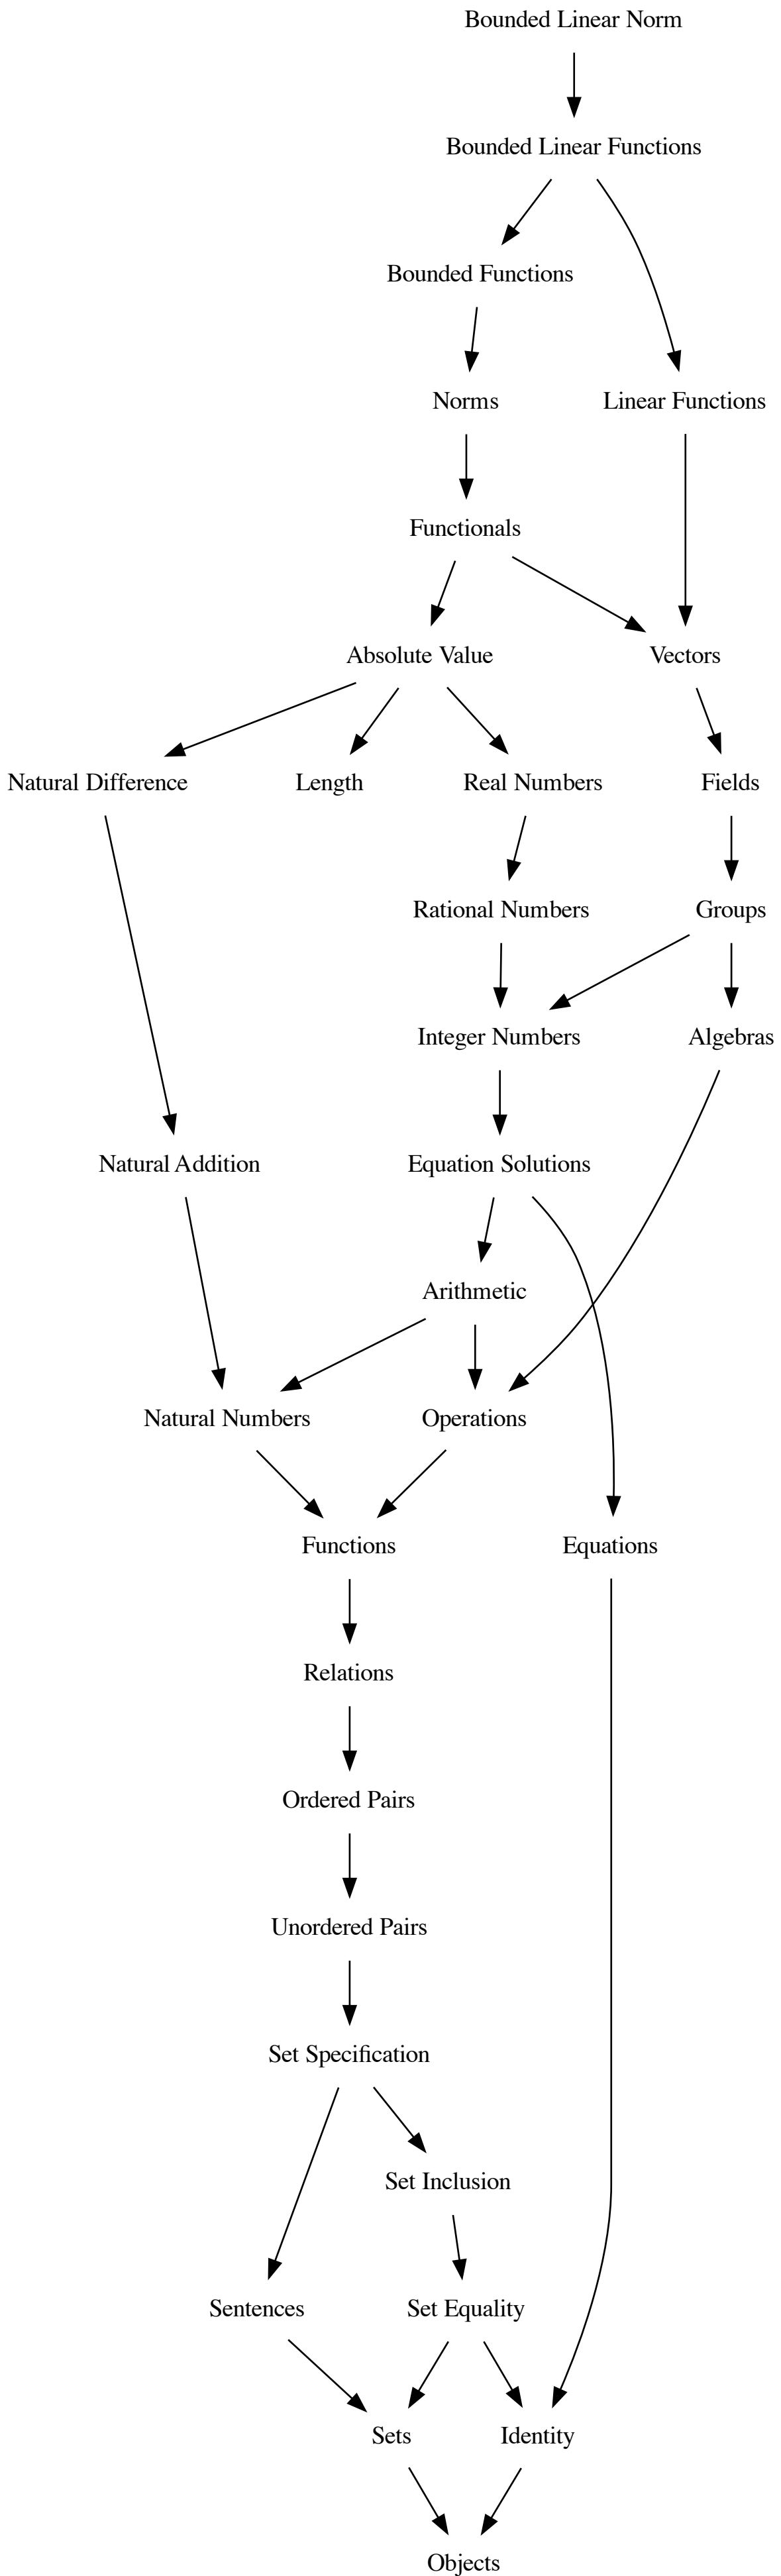 Bounded Linear Norm
Bounded Linear Functions
Bounded Functions
Norms
Linear Functions
Functionals
Absolute Value
Vectors
Natural Difference
Length
Real Numbers
Fields
Rational Numbers
Groups
Integer Numbers
Algebras
Natural Addition
Equation Solutions
Arithmetic
Natural Numbers
Operations
Functions
Equations
Relations
Ordered Pairs
Unordered Pairs
Set Specification
Set Inclusion
Sentences
Set Equality
Sets
Identity
Objects